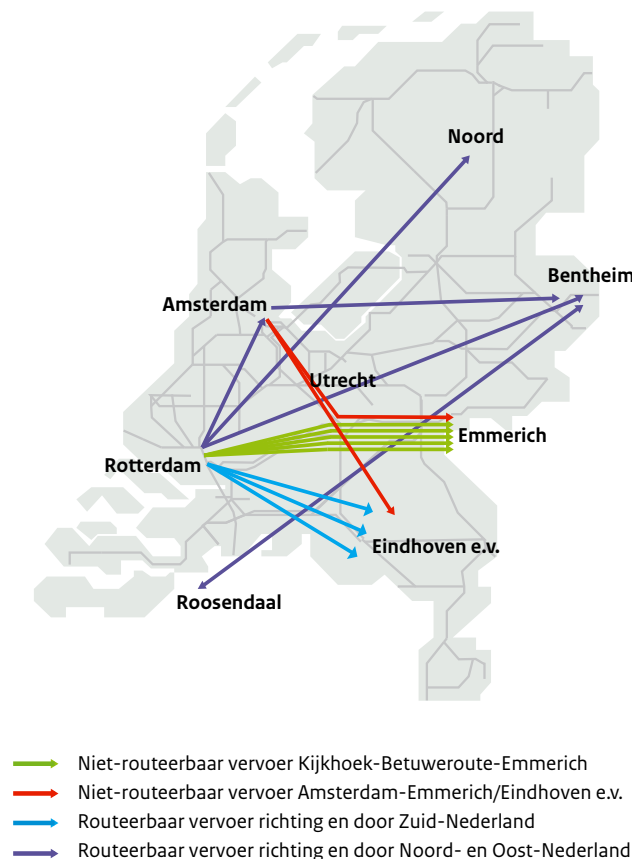 Noord
Bentheim
Amsterdam
Utrecht
Emmerich
Rotterdam
Eindhoven e.v.
Roosendaal
Niet-routeerbaar vervoer Kijkhoek-Betuweroute-Emmerich
Niet-routeerbaar vervoer Amsterdam-Emmerich/Eindhoven e.v.
Routeerbaar vervoer richting en door Zuid-Nederland
Routeerbaar vervoer richting en door Noord- en Oost-Nederland